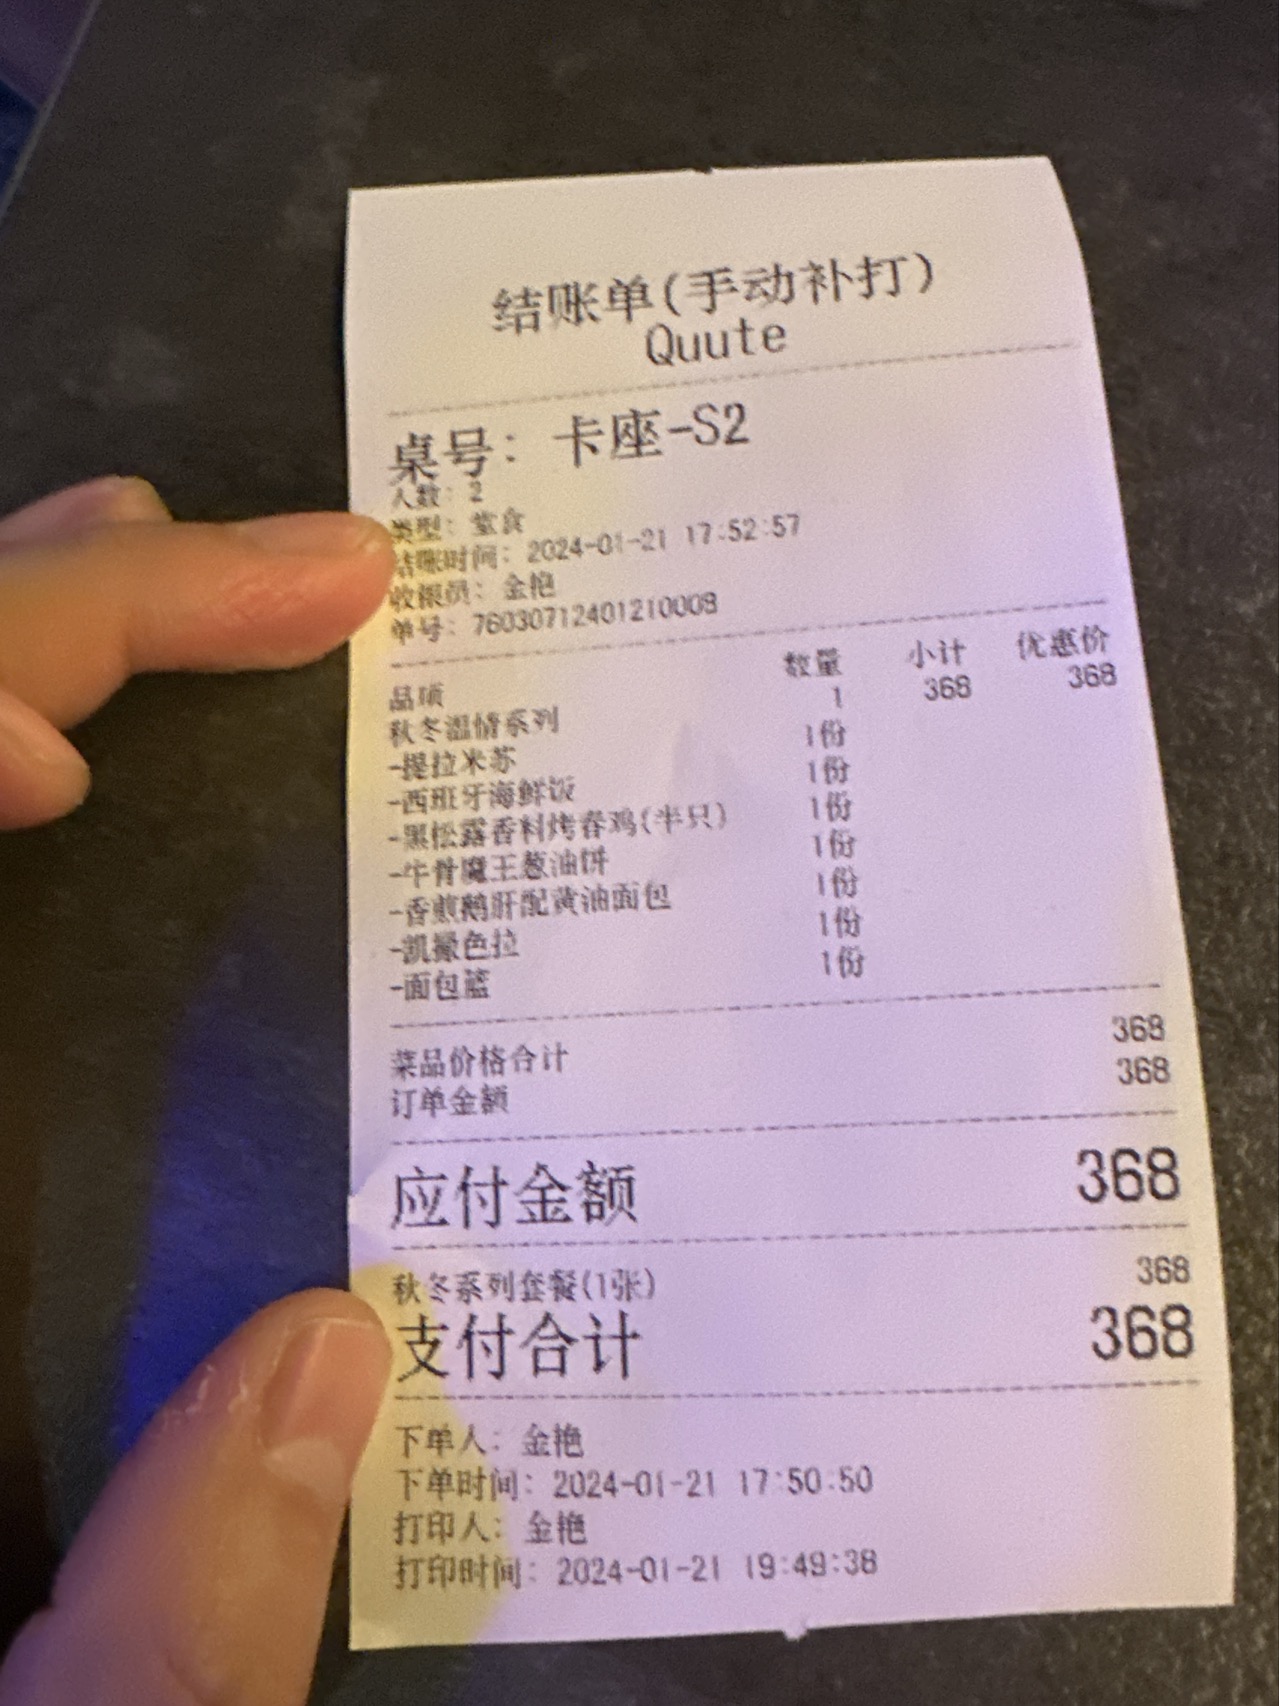 结账单(手动补打)
Quute
桌号: 卡座-S2
人数: 2
类型: 堂食
结账时间: 2024-01-21 17:52:57
收银员: 金艳
单号: 76030712401210008
品项 数量 小计 优惠价
秋冬温情系列 1 368 368
-提拉米苏 1份
-西班牙海鲜饭 1份
-黑松露香料烤春鸡(半只) 1份
-牛骨魔王葱油饼 1份
-香煎鹅肝配黄油面包 1份
-凯撒色拉 1份
-面包篮 1份
菜品价格合计 368
订单金额 368
应付金额 368
秋冬系列套餐(1张) 368
支付合计 368
下单人: 金艳
下单时间: 2024-01-21 17:50:50
打印人: 金艳
打印时间: 2024-01-21 19:49:38